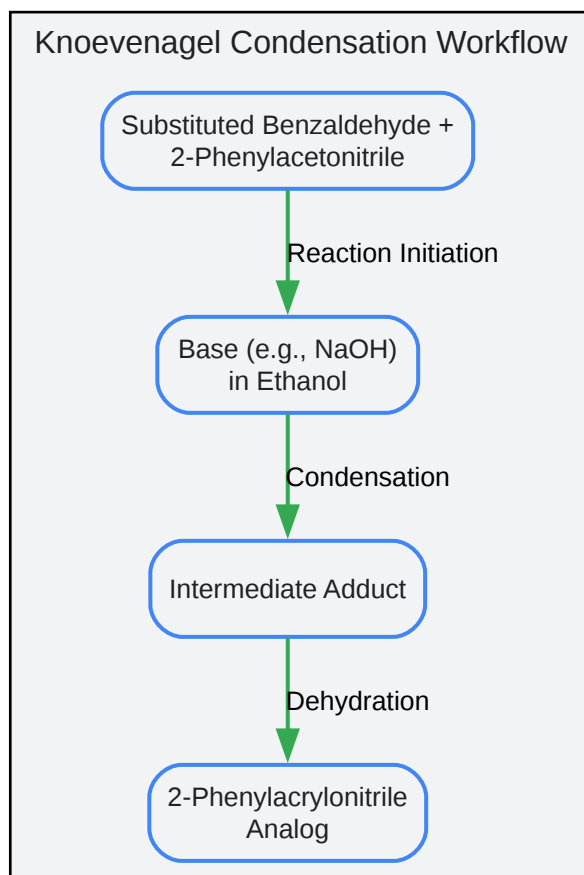 Knoevenagel Condensation Workflow
Substituted Benzaldehyde +
2-Phenylacetonitrile
Reaction Initiation
Base (e.g., NaOH)
in Ethanol
Condensation
Intermediate Adduct
Dehydration
2-Phenylacrylonitrile
Analog